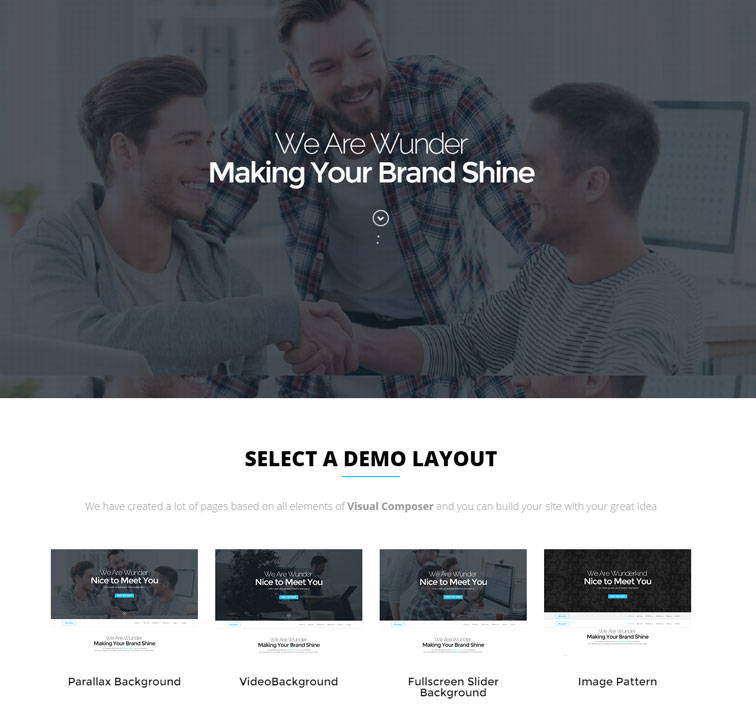 We Are Wunder
Making Your Brand Shine
SELECT A DEMO LAYOUT
We have created a lot of pages based on all elements of Visual Composer and you can build your site with your great idea
We Are Wunder
Nice to Meet You
We Are Wunder
Making Your Brand Shine
Parallax Background
We Are Wunder
Nice to Meet You
We Are Wunder
Making Your Brand Shine
VideoBackground
We Are Wunder
Nice to Meet You
We Are Wunder
Making Your Brand Shine
Fullscreen Slider
Background
We Are Wunderkind
Nice to Meet You
We Are Wunder
Making Your Brand Shine
Image Pattern